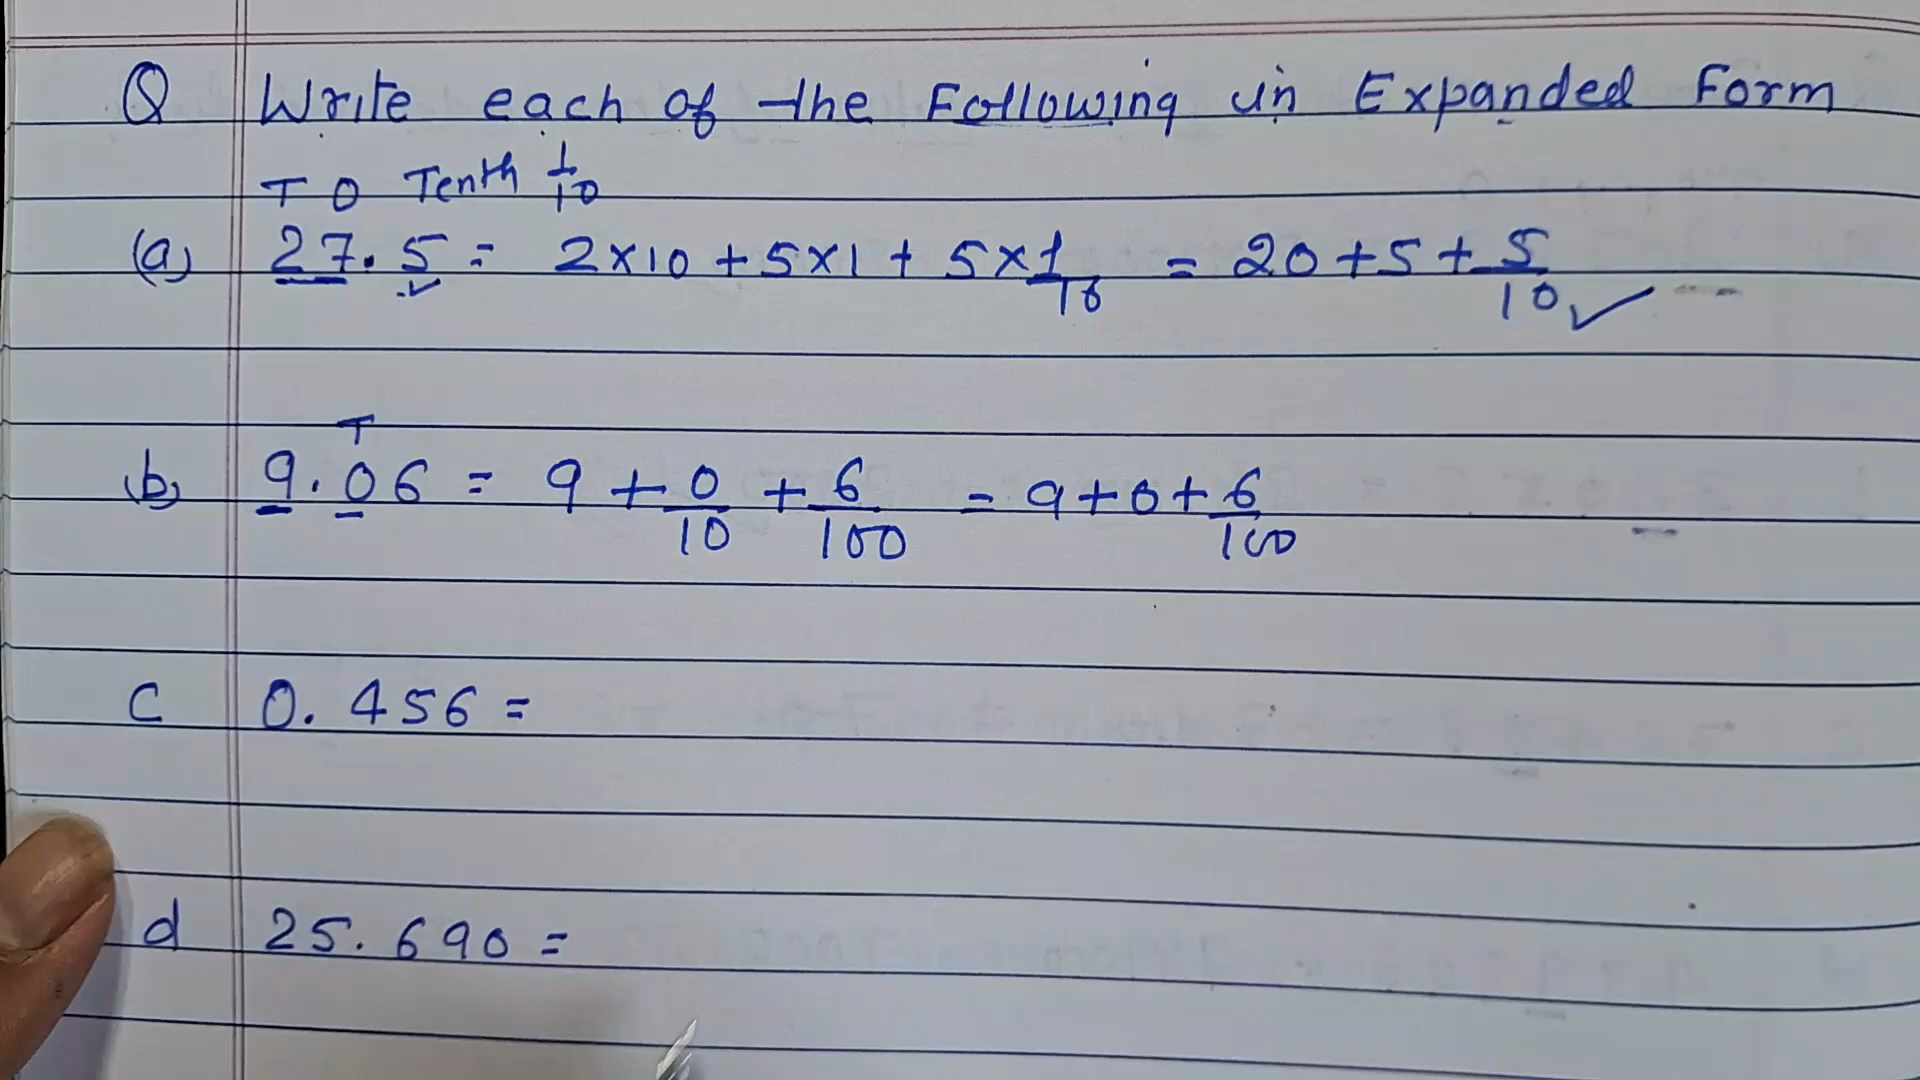 Q Write each of the Following in Expanded Form
T O Tenth 1/10
(a) 27.5 = 2×10 + 5×1 + 5×1/10 = 20+5+5/10 ✓
T
(b) 9.06 = 9 + 0/10 + 6/100 = 9+0+6/100
C 0.456 =
d 25.690 =